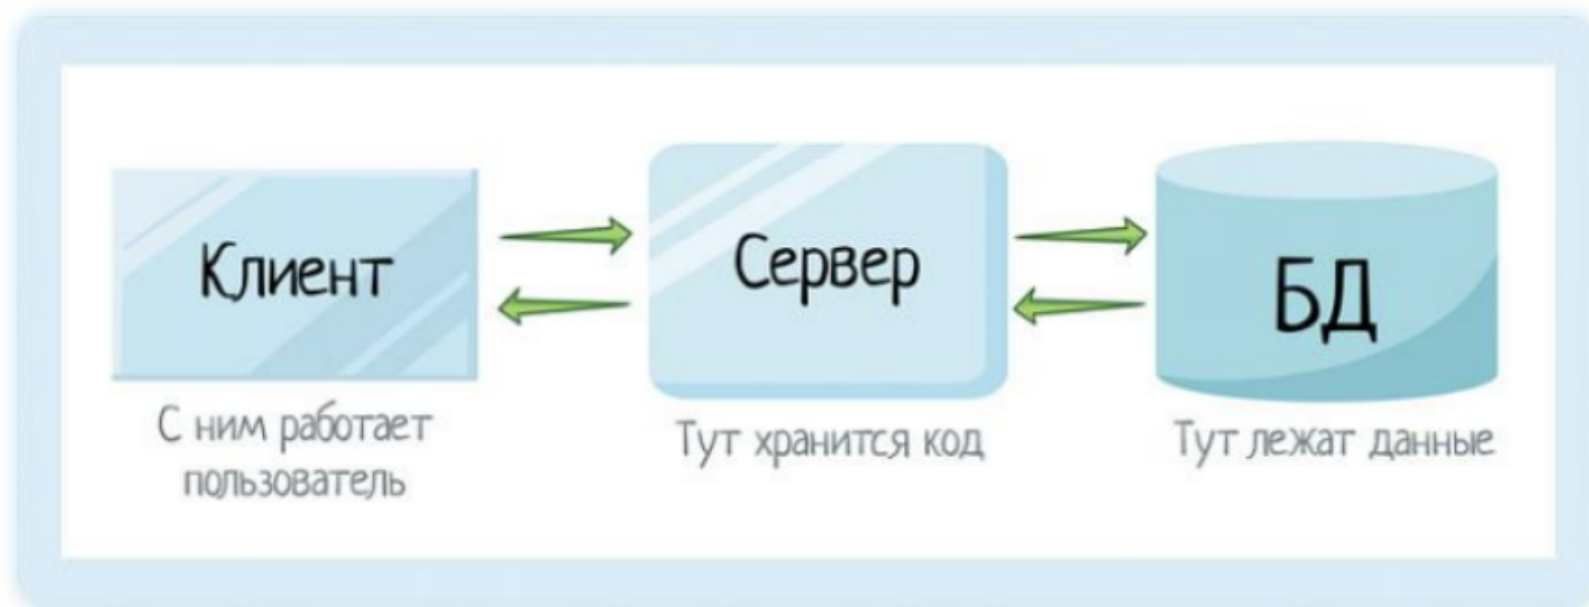 Клиент
Сервер
БД
С ним работает
пользователь
Тут хранится код
Тут лежат данные